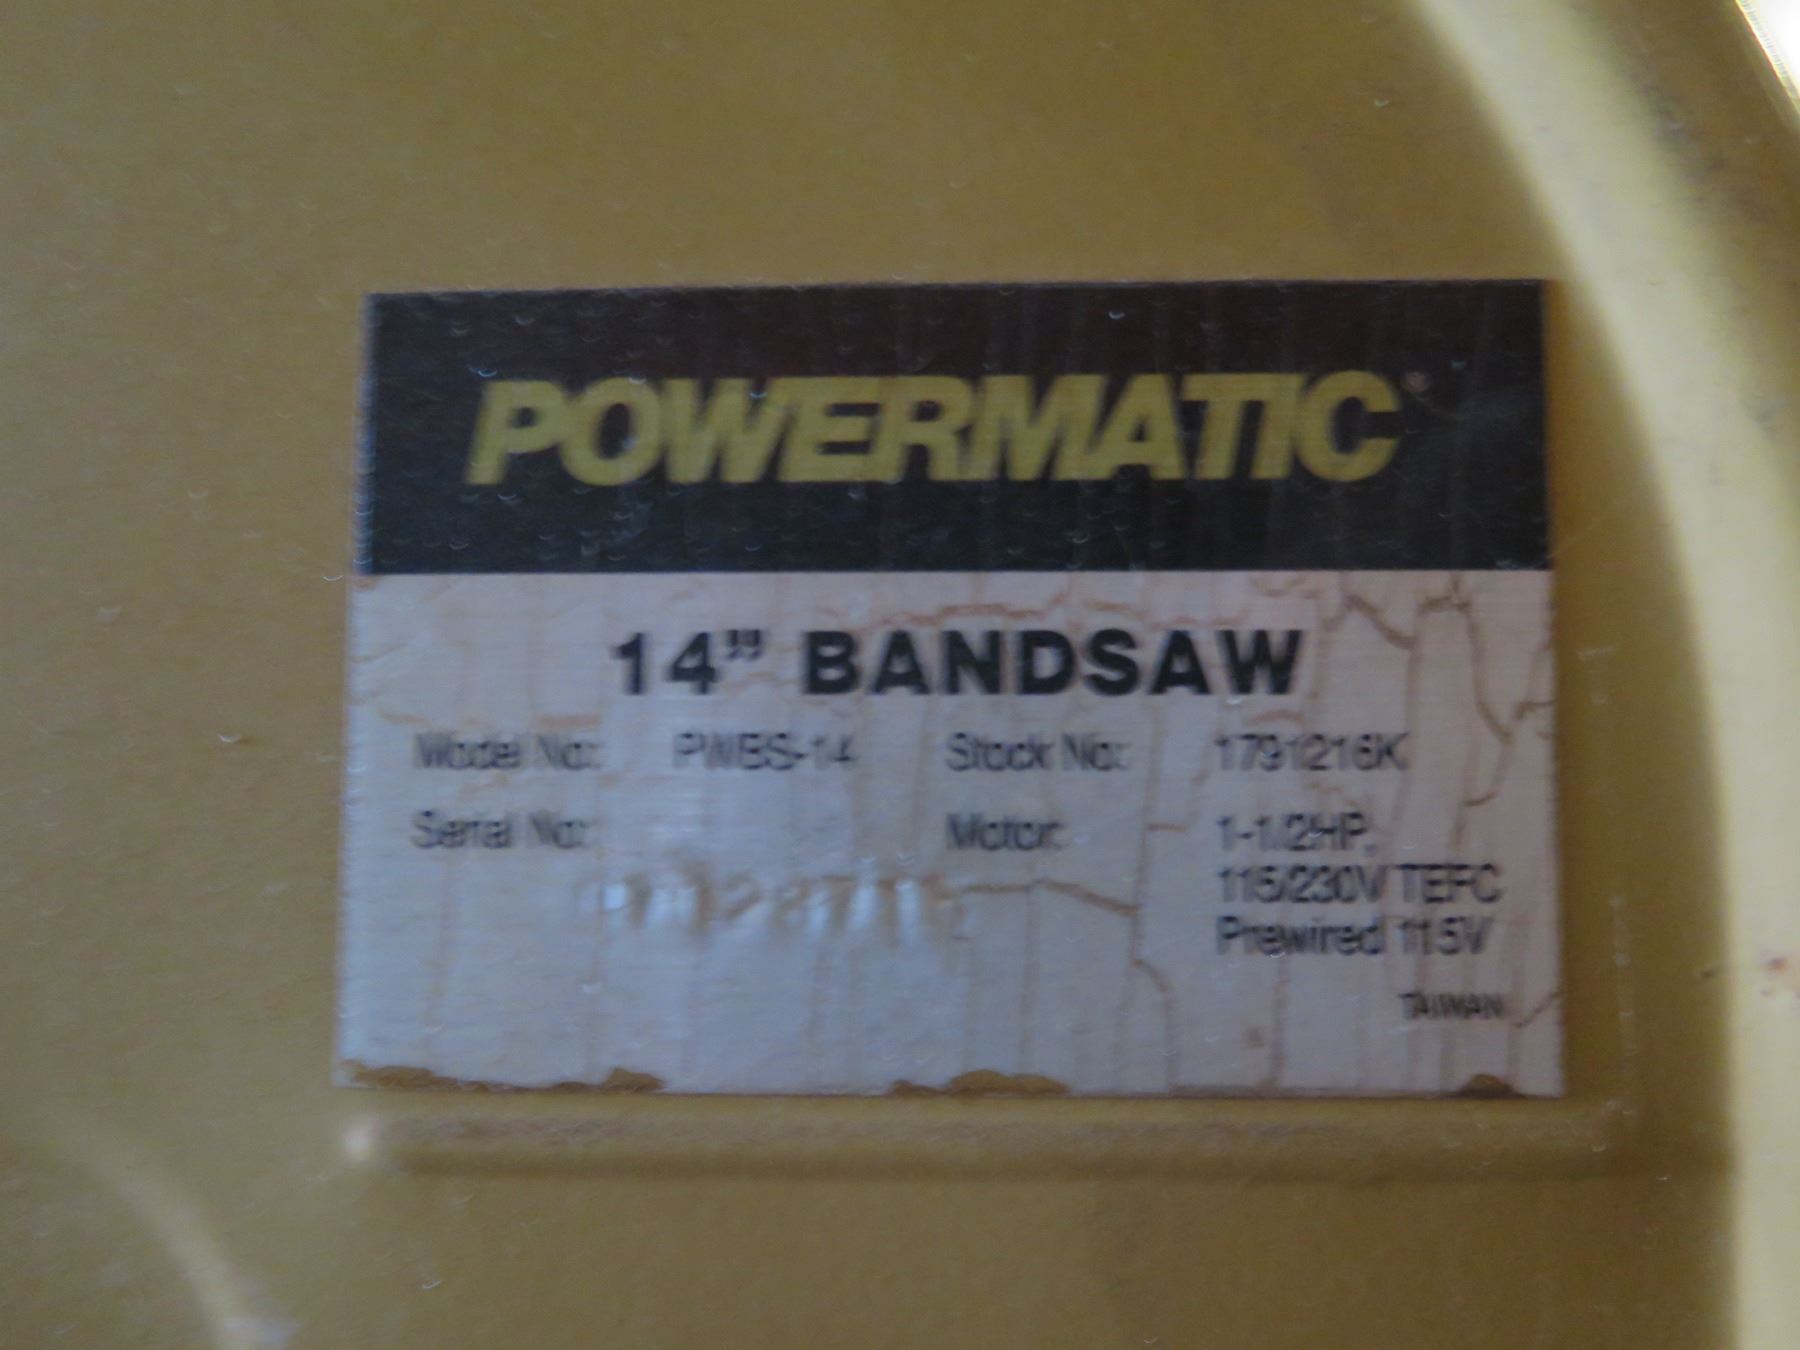 POWERMATIC
14” BANDSAW
Model No: PWBS-14 Stock No: 1791216K
Serial No: Motor: 1-1/2HP,
115/230V TEFC
Prewired 115V
TAIWAN